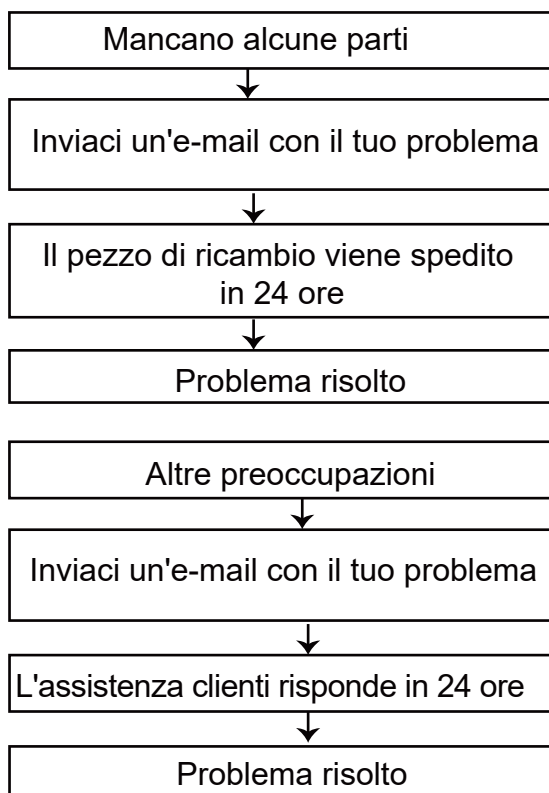 Mancano alcune parti
Inviaci un'e-mail con il tuo problema
Il pezzo di ricambio viene spedito
in 24 ore
Problema risolto
Altre preoccupazioni
Inviaci un'e-mail con il tuo problema
L'assistenza clienti risponde in 24 ore
Problema risolto